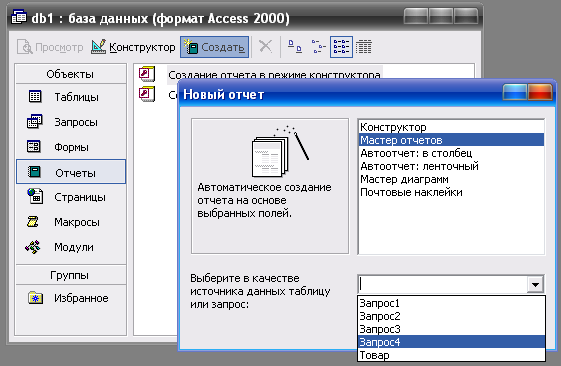 db1 : база данных (формат Access 2000)
Просмотр Конструктор Создать
Объекты
Таблицы
Запросы
Формы
Отчеты
Страницы
Макросы
Модули
Группы
Избранное
Создание отчета в режиме конструктора
Новый отчет
Автоматическое создание
отчета на основе
выбранных полей.
Конструктор
Мастер отчетов
Автоотчет: в столбец
Автоотчет: ленточный
Мастер диаграмм
Почтовые наклейки
Выберите в качестве
источника данных таблицу
или запрос:
Запрос1
Запрос2
Запрос3
Запрос4
Товар